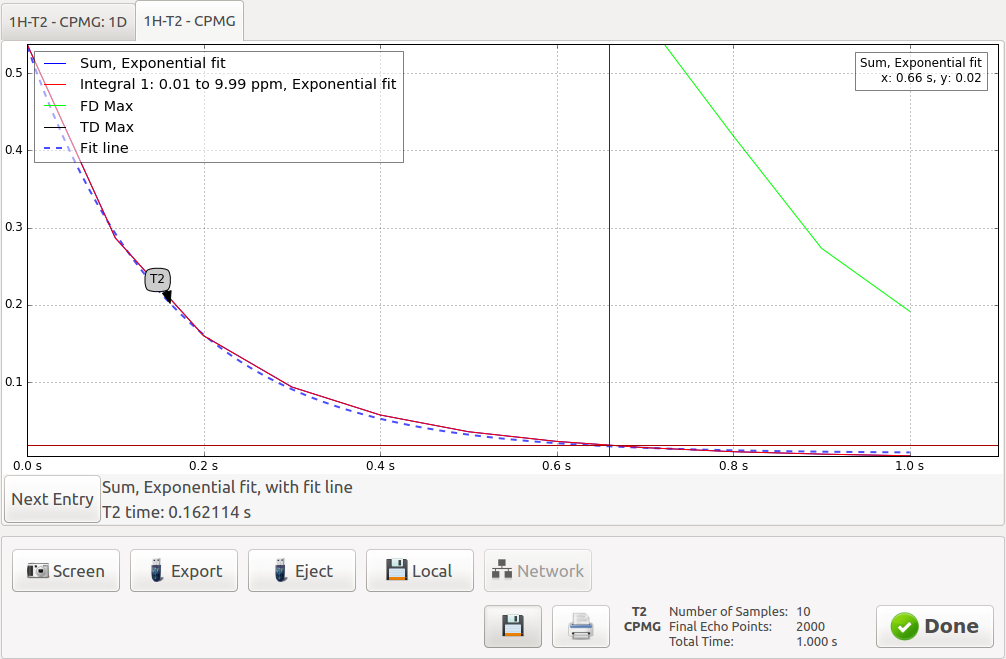 1H-T2 - CPMG: 1D
1H-T2 - CPMG
Sum, Exponential fit
Integral 1: 0.01 to 9.99 ppm, Exponential fit
FD Max
TD Max
Fit line
Sum, Exponential fit
x: 0.66 s, y: 0.02
0.5
0.4
0.3
T2
0.2
0.1
0.0 s 0.2 s 0.4 s 0.6 s 0.8 s 1.0 s
Next Entry
Sum, Exponential fit, with fit line
T2 time: 0.162114 s
Screen Export Eject Local Network
T2
CPMG
Number of Samples: 10
Final Echo Points: 2000
Total Time: 1.000 s
Done